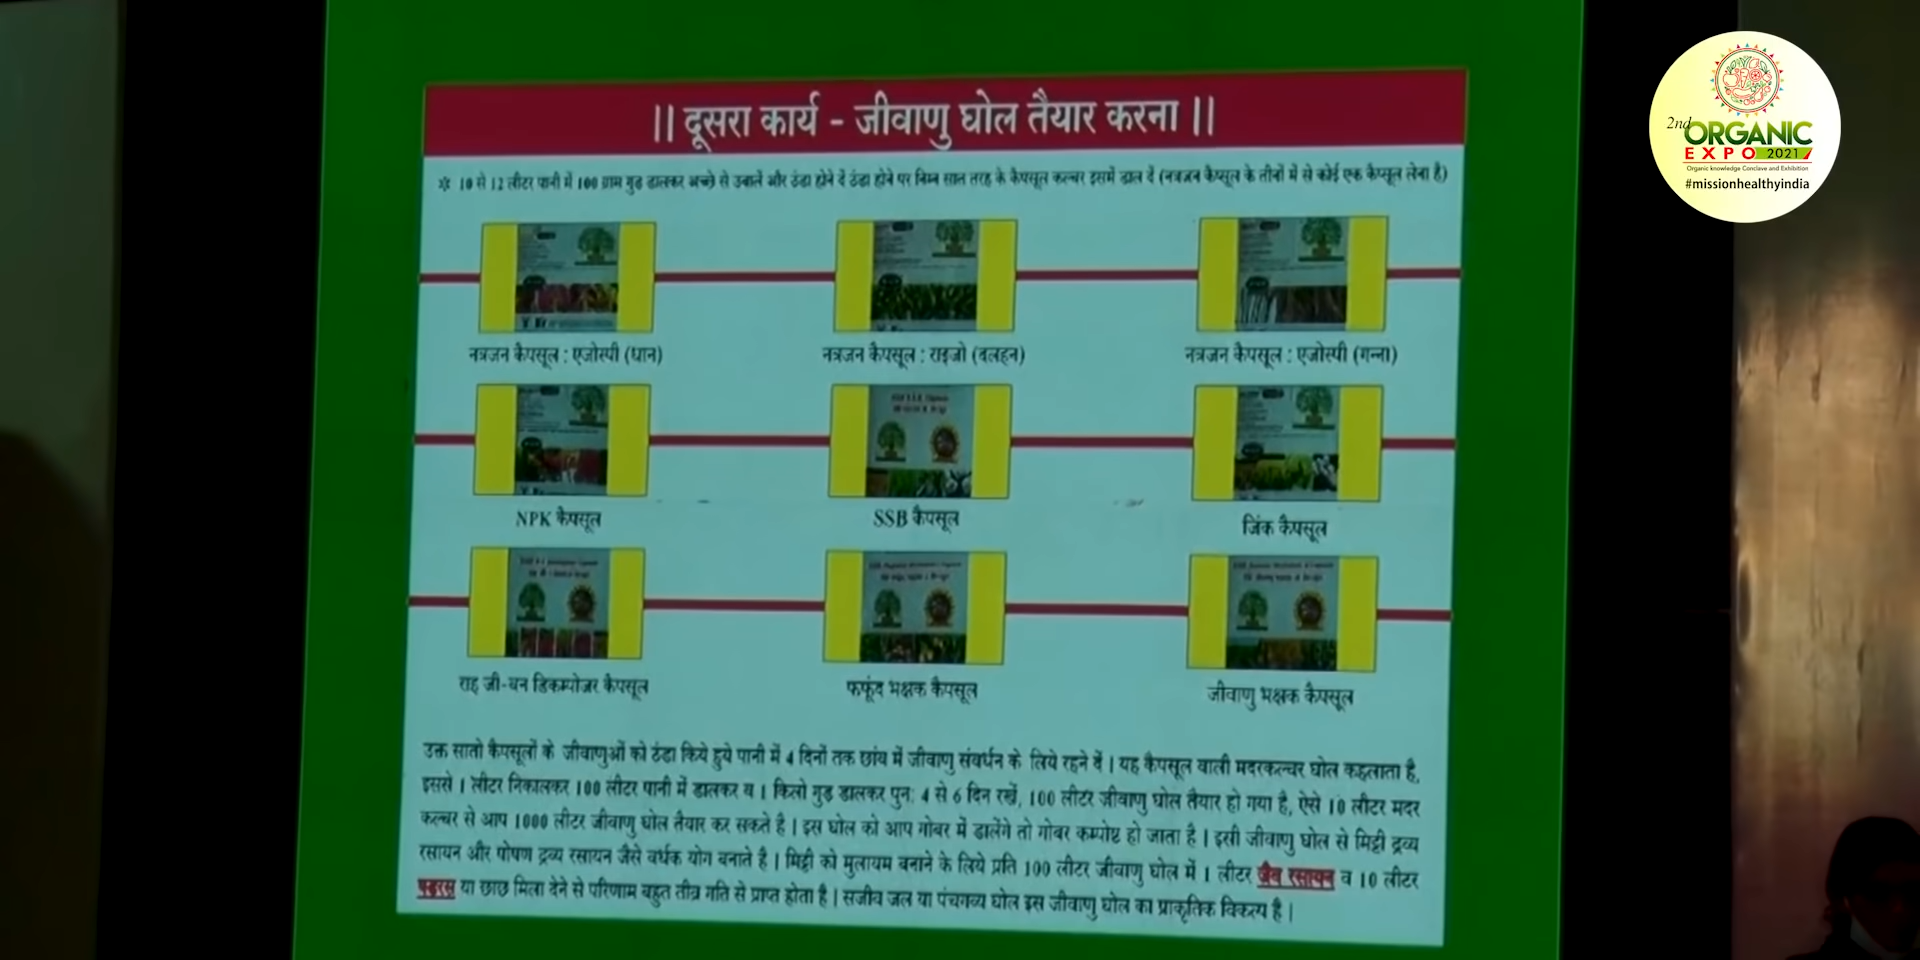 || दूसरा कार्य - जीवाणु घोल तैयार करना ||
2nd
ORGANIC
EXPO 2021
Organic knowledge Conclave and Exhibition
#missionhealthyindia
10 से 12 लीटर पानी में 100 ग्राम गुड़ डालकर अच्छे से उबालें और ठंडा होने दें ठंडा होने पर निम्न सात तरह के कैपसूल कल्चर इसमें डाल दें (नत्रजन कैप्सूल के तीनों में से कोई एक कैप्सूल लेना है)
नत्रजन कैपसूल : एजोस्पी (धान)
नत्रजन कैपसूल : राइजो (दलहन)
नत्रजन कैपसूल : एजोस्पी (गन्ना)
NPK कैपसूल
SSB कैपसूल
जिंक कैपसूल
राइ जी-वन डिकम्पोजर कैपसूल
फफूंद भक्षक कैपसूल
जीवाणु भक्षक कैपसूल
उक्त सातो कैपसूलों के जीवाणुओं को ठंडा किये हुये पानी में 4 दिनों तक छांय में जीवाणु संवर्धन के लिये रहने दें | यह कैपसूल वाली मदरकल्चर घोल कहलाता है,
इससे 1 लीटर निकालकर 100 लीटर पानी में डालकर व 1 किलो गुड़ डालकर पुन: 4 से 6 दिन रखें, 100 लीटर जीवाणु घोल तैयार हो गया है, ऐसे 10 लीटर मदर
कल्चर से आप 1000 लीटर जीवाणु घोल तैयार कर सकते है | इस घोल को आप गोबर में डालेंगे तो गोबर कम्पोष्ट हो जाता है | इसी जीवाणु घोल से मिट्टी द्रव्य
रसायन और पोषण द्रव्य रसायन जैसे वर्धक योग बनाते है | मिट्टी को मुलायम बनाने के लिये प्रति 100 लीटर जीवाणु घोल में 1 लीटर जैव रसायन व 10 लीटर
या छाछ मिला देने से परिणाम बहुत तीव्र गति से प्राप्त होता है | सजीव जल या पंचगव्य घोल इस जीवाणु घोल का प्राकृतिक विकल्प है |